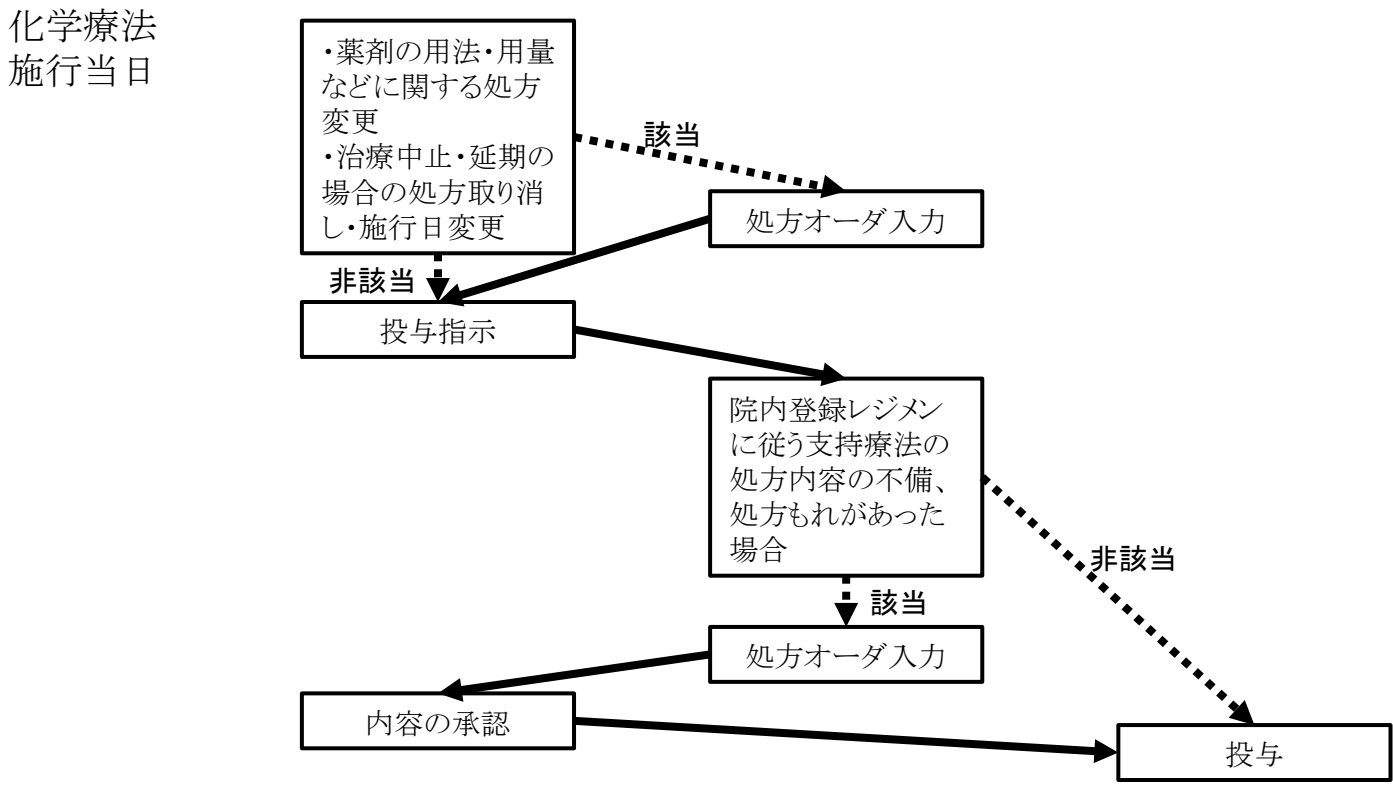 化学療法
施行当日
・薬剤の用法・用量
などに関する処方
変更
・治療中止・延期の
場合の処方取り消
し・施行日変更
該当
処方オーダ入力
非該当
投与指示
院内登録レジメン
に従う支持療法の
処方内容の不備、
処方もれがあった
場合
非該当
該当
処方オーダ入力
内容の承認
投与